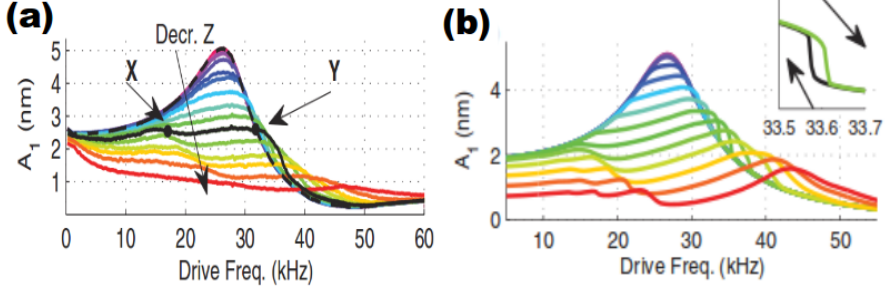 (a)
Decr. Z
X
Y
5
4
3
2
1
A₁ (nm)
0 10 20 30 40 50 60
Drive Freq. (kHz)
(b)
4
2
0
A₁ (nm)
10 20 30 40 50
Drive Freq. (kHz)
33.5 33.6 33.7